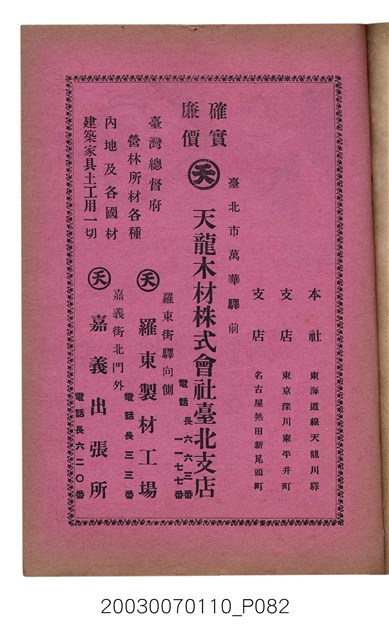 本社 東海道線天龍川驛
支店 東京深川東平井町
支店 名古屋熱田新尾頭町
臺北市萬華驛前
確實
廉價
天 天龍木材株式會社臺北支店
電話 長六六三番
一一七七番
臺灣總督府
營林所材各種
內地及各國材
建築家具土工用一切
羅東街驛向側
天 羅東製材工場
電話長三三番
嘉義街北門外
天 嘉義出張所
電話長六二〇番
20030070110_P082